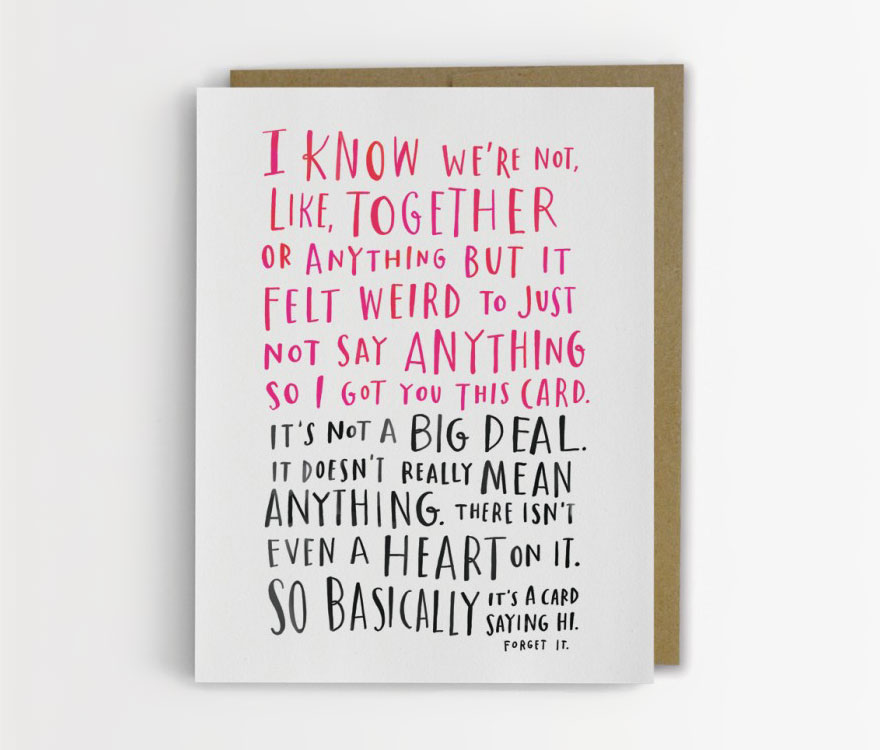 I KNOW WE'RE NOT,
LIKE, TOGETHER
OR ANYTHING BUT IT
FELT WEIRD TO JUST
NOT SAY ANYTHING
SO I GOT YOU THIS CARD.
IT'S NOT A BIG DEAL.
IT DOESN'T REALLY MEAN
ANYTHING. THERE ISN'T
EVEN A HEART ON IT.
SO BASICALLY IT'S A CARD
SAYING HI.
FORGET IT.